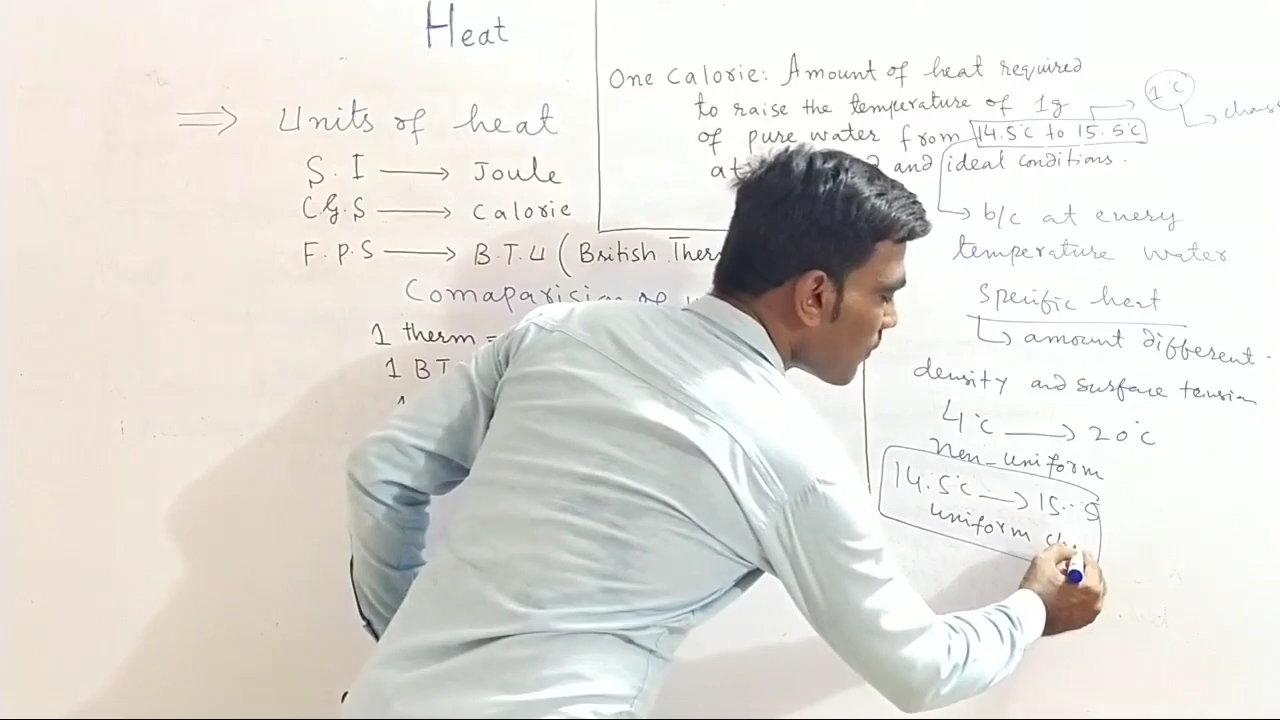 Heat
⇒ Units of heat
S.I → Joule
C.G.S → Calorie
F.P.S → B.T.U (British Ther
Comaparision of
1 therm =
1 BT
One Calorie: Amount of heat required
to raise the temperature of 1g
of pure water from 14.5°C to 15.5°C
at and ideal conditions.
1°C
b/c at every
temperature water
specific heat
amount different.
density and surface tension
4°C → 20°C
Non-uniform
14.5°C → 15..5
uniform